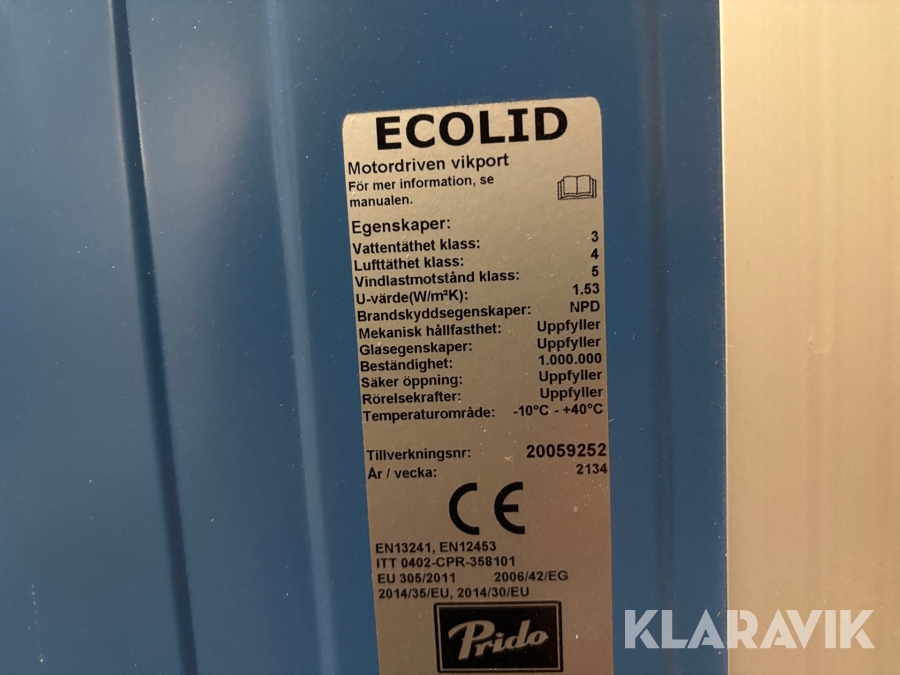 ECOLID
Motordriven vikport
För mer information, se
manualen.
Egenskaper:
Vattentäthet klass: 3
Lufttäthet klass: 4
Vindlastmotstånd klass: 5
U-värde(W/m²K): 1.53
Brandskyddsegenskaper: NPD
Mekanisk hållfasthet: Uppfyller
Glasegenskaper: Uppfyller
Beständighet: 1.000.000
Säker öppning: Uppfyller
Rörelsekrafter: Uppfyller
Temperaturområde: -10°C - +40°C
Tillverkningsnr: 20059252
År / vecka: 2134
CE
EN13241, EN12453
ITT 0402-CPR-358101
EU 305/2011 2006/42/EG
2014/35/EU, 2014/30/EU
Prido
KLARAVIK